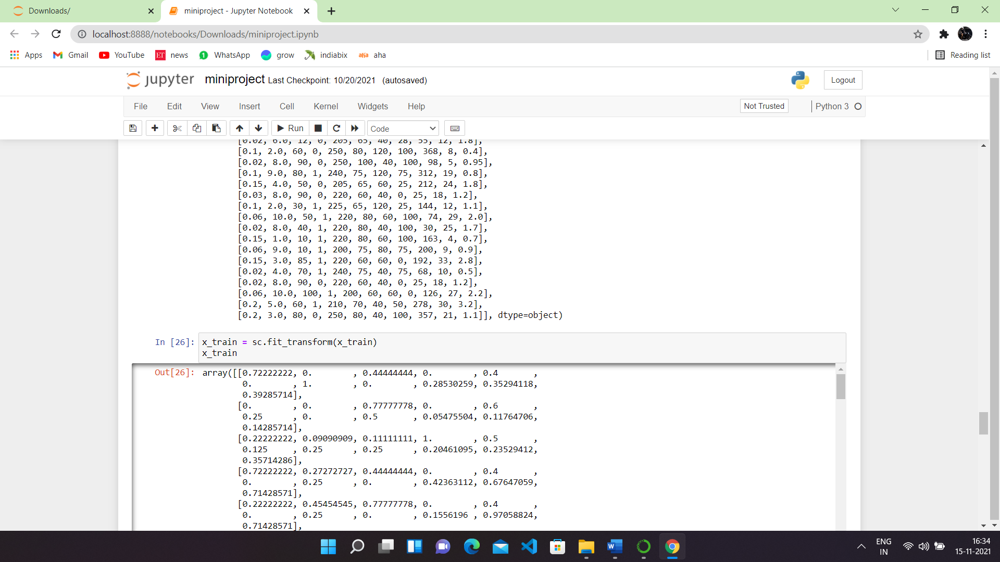 Downloads/
miniproject - Jupyter Notebook
localhost:8888/notebooks/Downloads/miniproject.ipynb
Apps Gmail YouTube ET news 1 WhatsApp grow indiabix aha aha Reading list
jupyter miniproject Last Checkpoint: 10/20/2021 (autosaved) Logout
File Edit View Insert Cell Kernel Widgets Help Not Trusted Python 3
Run Code
[0.02, 6.0, 12, 0, 205, 65, 40, 28, 55, 12, 1.8],
[0.1, 2.0, 60, 0, 250, 80, 120, 100, 368, 8, 0.4],
[0.02, 8.0, 90, 0, 250, 100, 40, 100, 98, 5, 0.95],
[0.1, 9.0, 80, 1, 240, 75, 120, 75, 312, 19, 0.8],
[0.15, 4.0, 50, 0, 205, 65, 60, 25, 212, 24, 1.8],
[0.03, 8.0, 90, 0, 220, 60, 40, 0, 25, 18, 1.2],
[0.1, 2.0, 30, 1, 225, 65, 120, 25, 144, 12, 1.1],
[0.06, 10.0, 50, 1, 220, 80, 60, 100, 74, 29, 2.0],
[0.02, 8.0, 40, 1, 220, 80, 40, 100, 30, 25, 1.7],
[0.15, 1.0, 10, 1, 220, 80, 60, 100, 163, 4, 0.7],
[0.06, 9.0, 10, 1, 200, 75, 80, 75, 200, 9, 0.9],
[0.15, 3.0, 85, 1, 220, 60, 60, 0, 192, 33, 2.8],
[0.02, 4.0, 70, 1, 240, 75, 40, 75, 68, 10, 0.5],
[0.02, 8.0, 90, 0, 220, 60, 40, 0, 25, 18, 1.2],
[0.06, 10.0, 100, 1, 200, 60, 60, 0, 126, 27, 2.2],
[0.2, 5.0, 60, 1, 210, 70, 40, 50, 278, 30, 3.2],
[0.2, 3.0, 80, 0, 250, 80, 40, 100, 357, 21, 1.1]], dtype=object)
In [26]: x_train = sc.fit_transform(x_train)
x_train
Out[26]: array([[0.72222222, 0. , 0.44444444, 0. , 0.4 ,
0. , 1. , 0. , 0.28530259, 0.35294118,
0.39285714],
[0. , 0. , 0.77777778, 0. , 0.6 ,
0.25 , 0. , 0.5 , 0.05475504, 0.11764706,
0.14285714],
[0.22222222, 0.09090909, 0.11111111, 1. , 0.5 ,
0.125 , 0.25 , 0.25 , 0.20461095, 0.23529412,
0.35714286],
[0.72222222, 0.27272727, 0.44444444, 0. , 0.4 ,
0. , 0.25 , 0. , 0.42363112, 0.67647059,
0.71428571],
[0.22222222, 0.45454545, 0.77777778, 0. , 0.4 ,
0. , 0.25 , 0. , 0.1556196 , 0.97058824,
0.71428571],
W
ENG
IN
16:34
15-11-2021